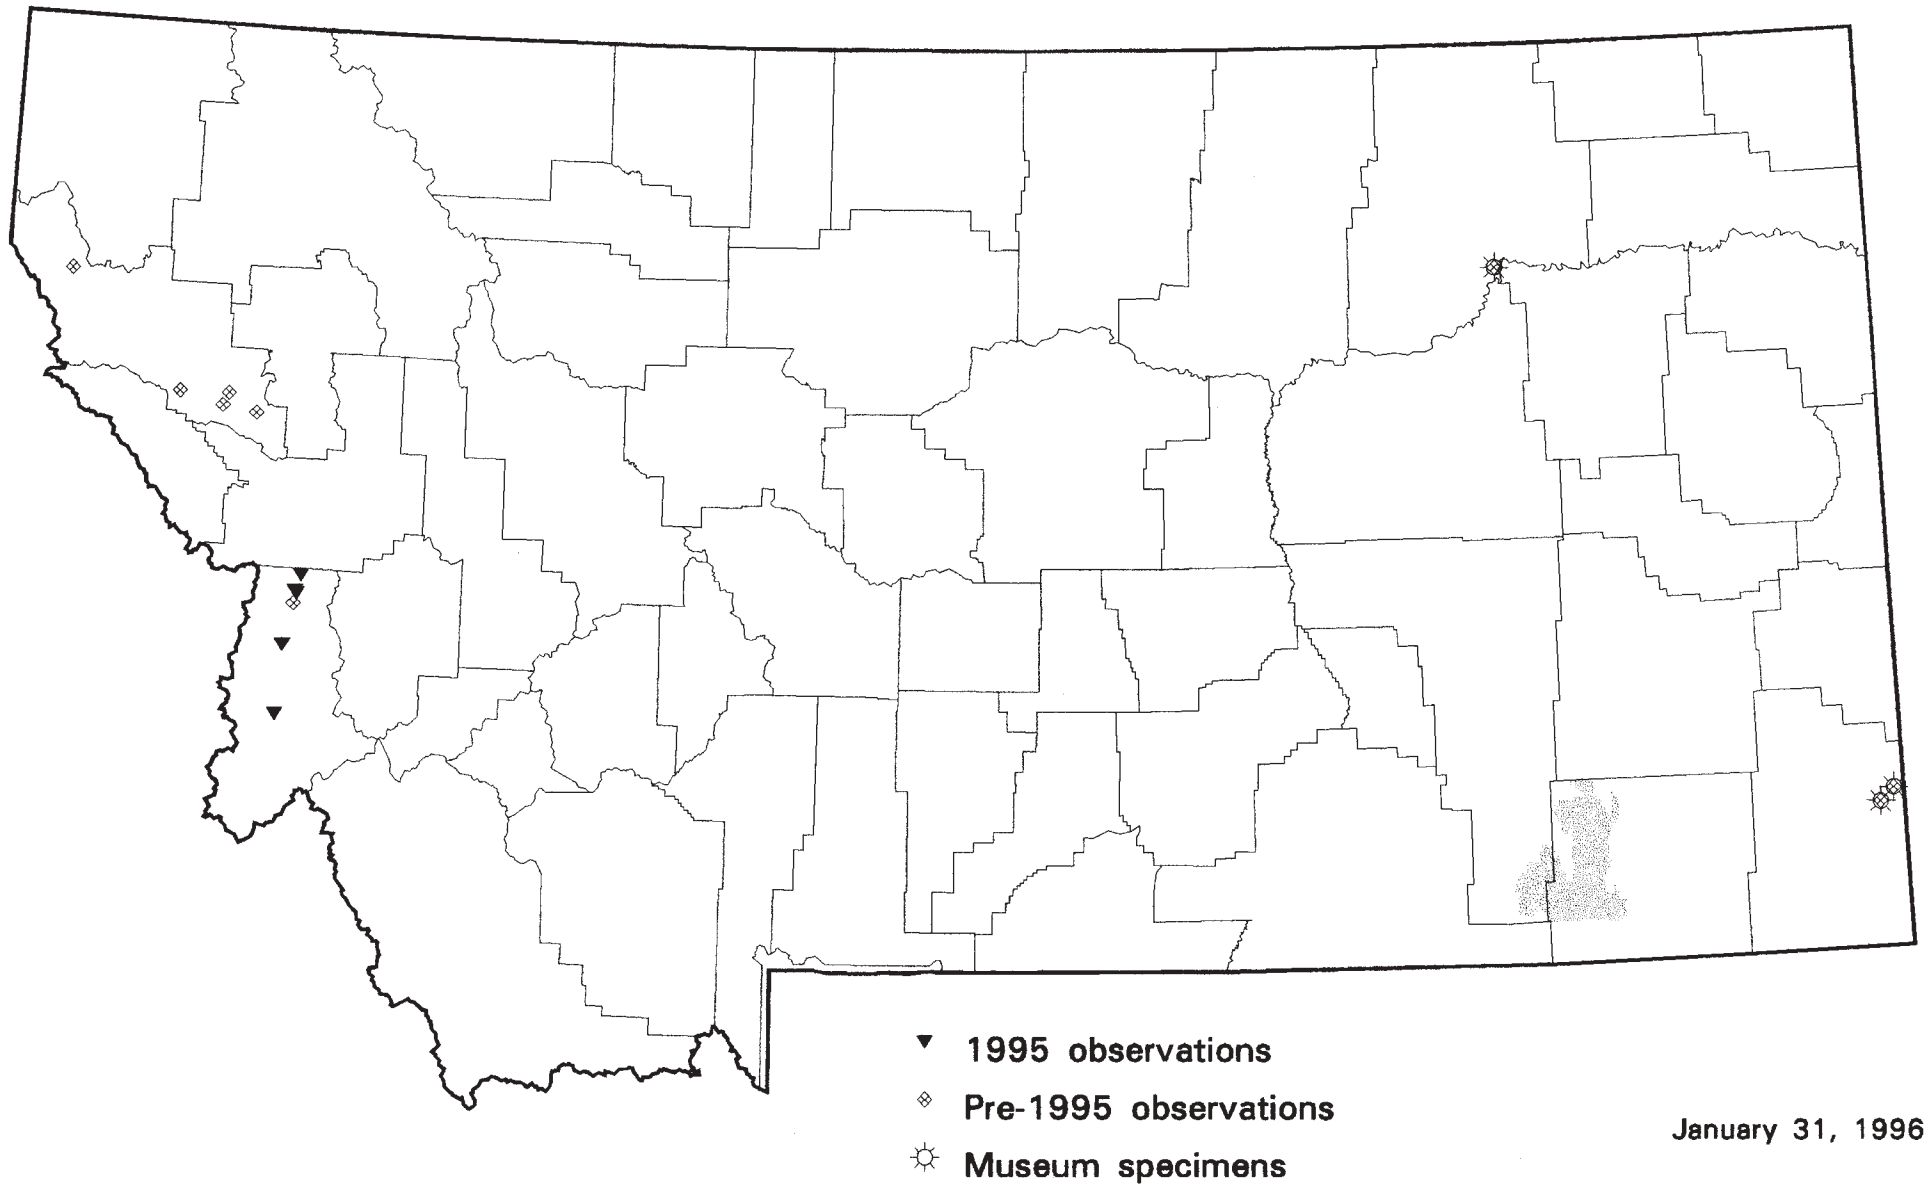 1995 observations
Pre-1995 observations
Museum specimens
January 31, 1996